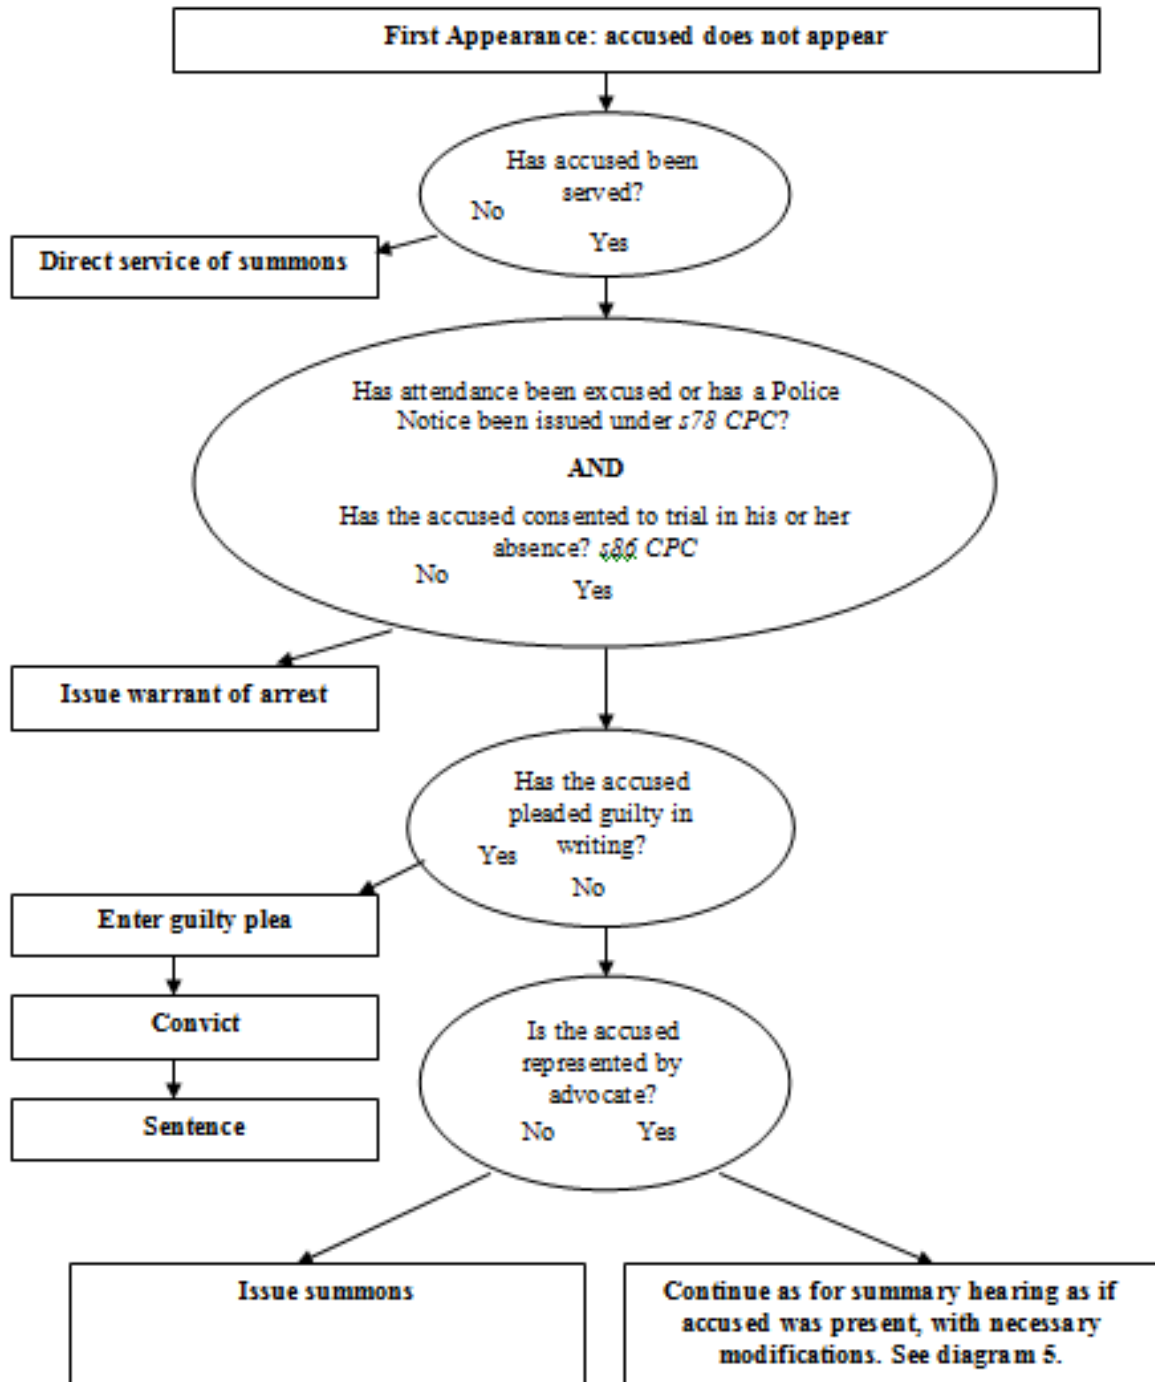 First Appearance: accused does not appear
Has accused been
served?
No
Yes
Direct service of summons
Has attendance been excused or has a Police
Notice been issued under s78 CPC?
AND
Has the accused consented to trial in his or her
absence? s86 CPC
No
Yes
Issue warrant of arrest
Has the accused
pleaded guilty in
writing?
Yes
No
Enter guilty plea
Convict
Sentence
Is the accused
represented by
advocate?
No Yes
Issue summons
Continue as for summary hearing as if
accused was present, with necessary
modifications. See diagram 5.